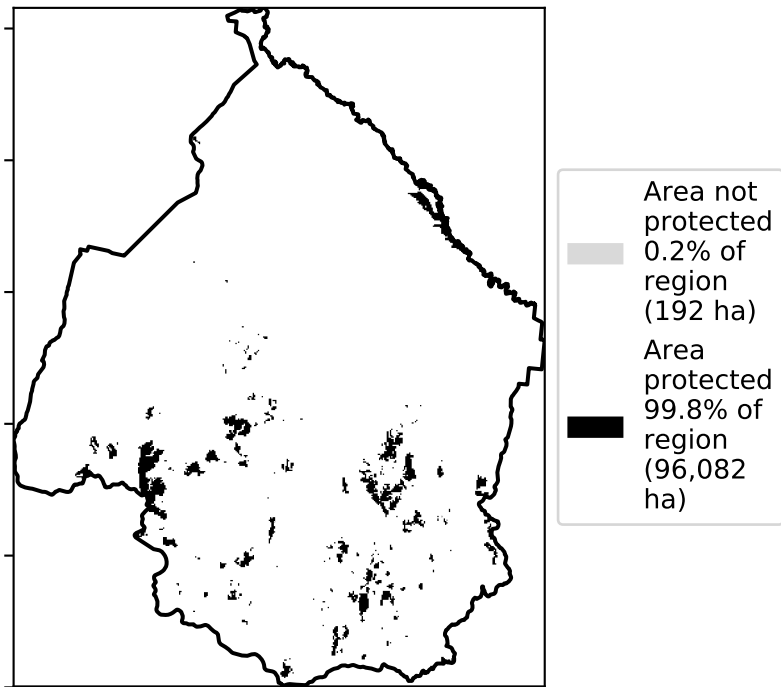 Area not
protected
0.2% of
region
(192 ha)
Area
protected
99.8% of
region
(96,082
ha)